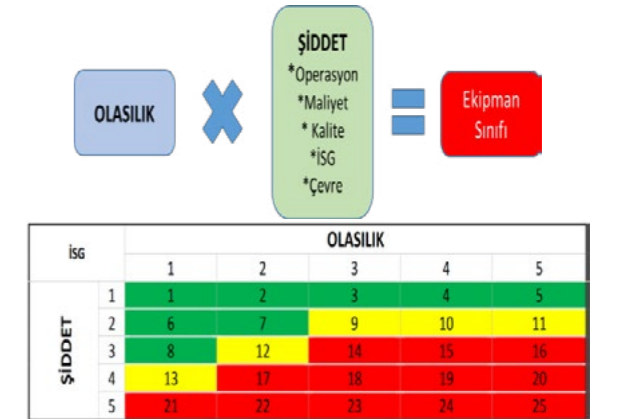 OLASILIK
ŞİDDET
*Operasyon
*Maliyet
* Kalite
*İSG
*Çevre
Ekipman
Sınıfı
İSG
OLASILIK
1 2 3 4 5
ŞİDDET
1 1 2 3 4 5
2 6 7 9 10 11
3 8 12 14 15 16
4 13 17 18 19 20
5 21 22 23 24 25